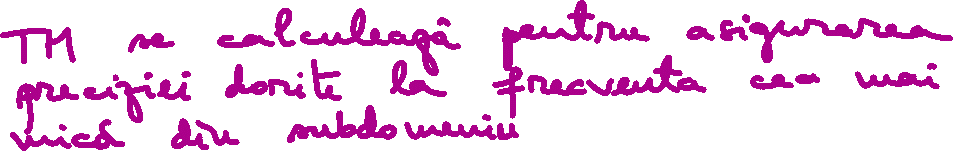 TM se calculează pentru asigurarea
preciziei dorite la frecventa cea mai
mică din subdomeniu